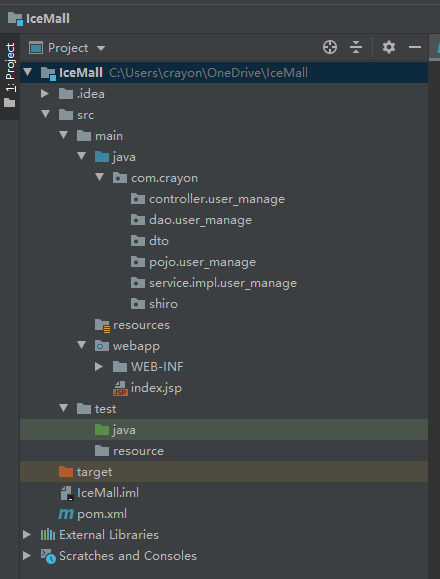 IceMall
Project
1: Project
IceMall C:\Users\crayon\OneDrive\IceMall
.idea
src
main
java
com.crayon
controller.user_manage
dao.user_manage
dto
pojo.user_manage
service.impl.user_manage
shiro
resources
webapp
WEB-INF
index.jsp
test
java
resource
target
IceMall.iml
pom.xml
External Libraries
Scratches and Consoles